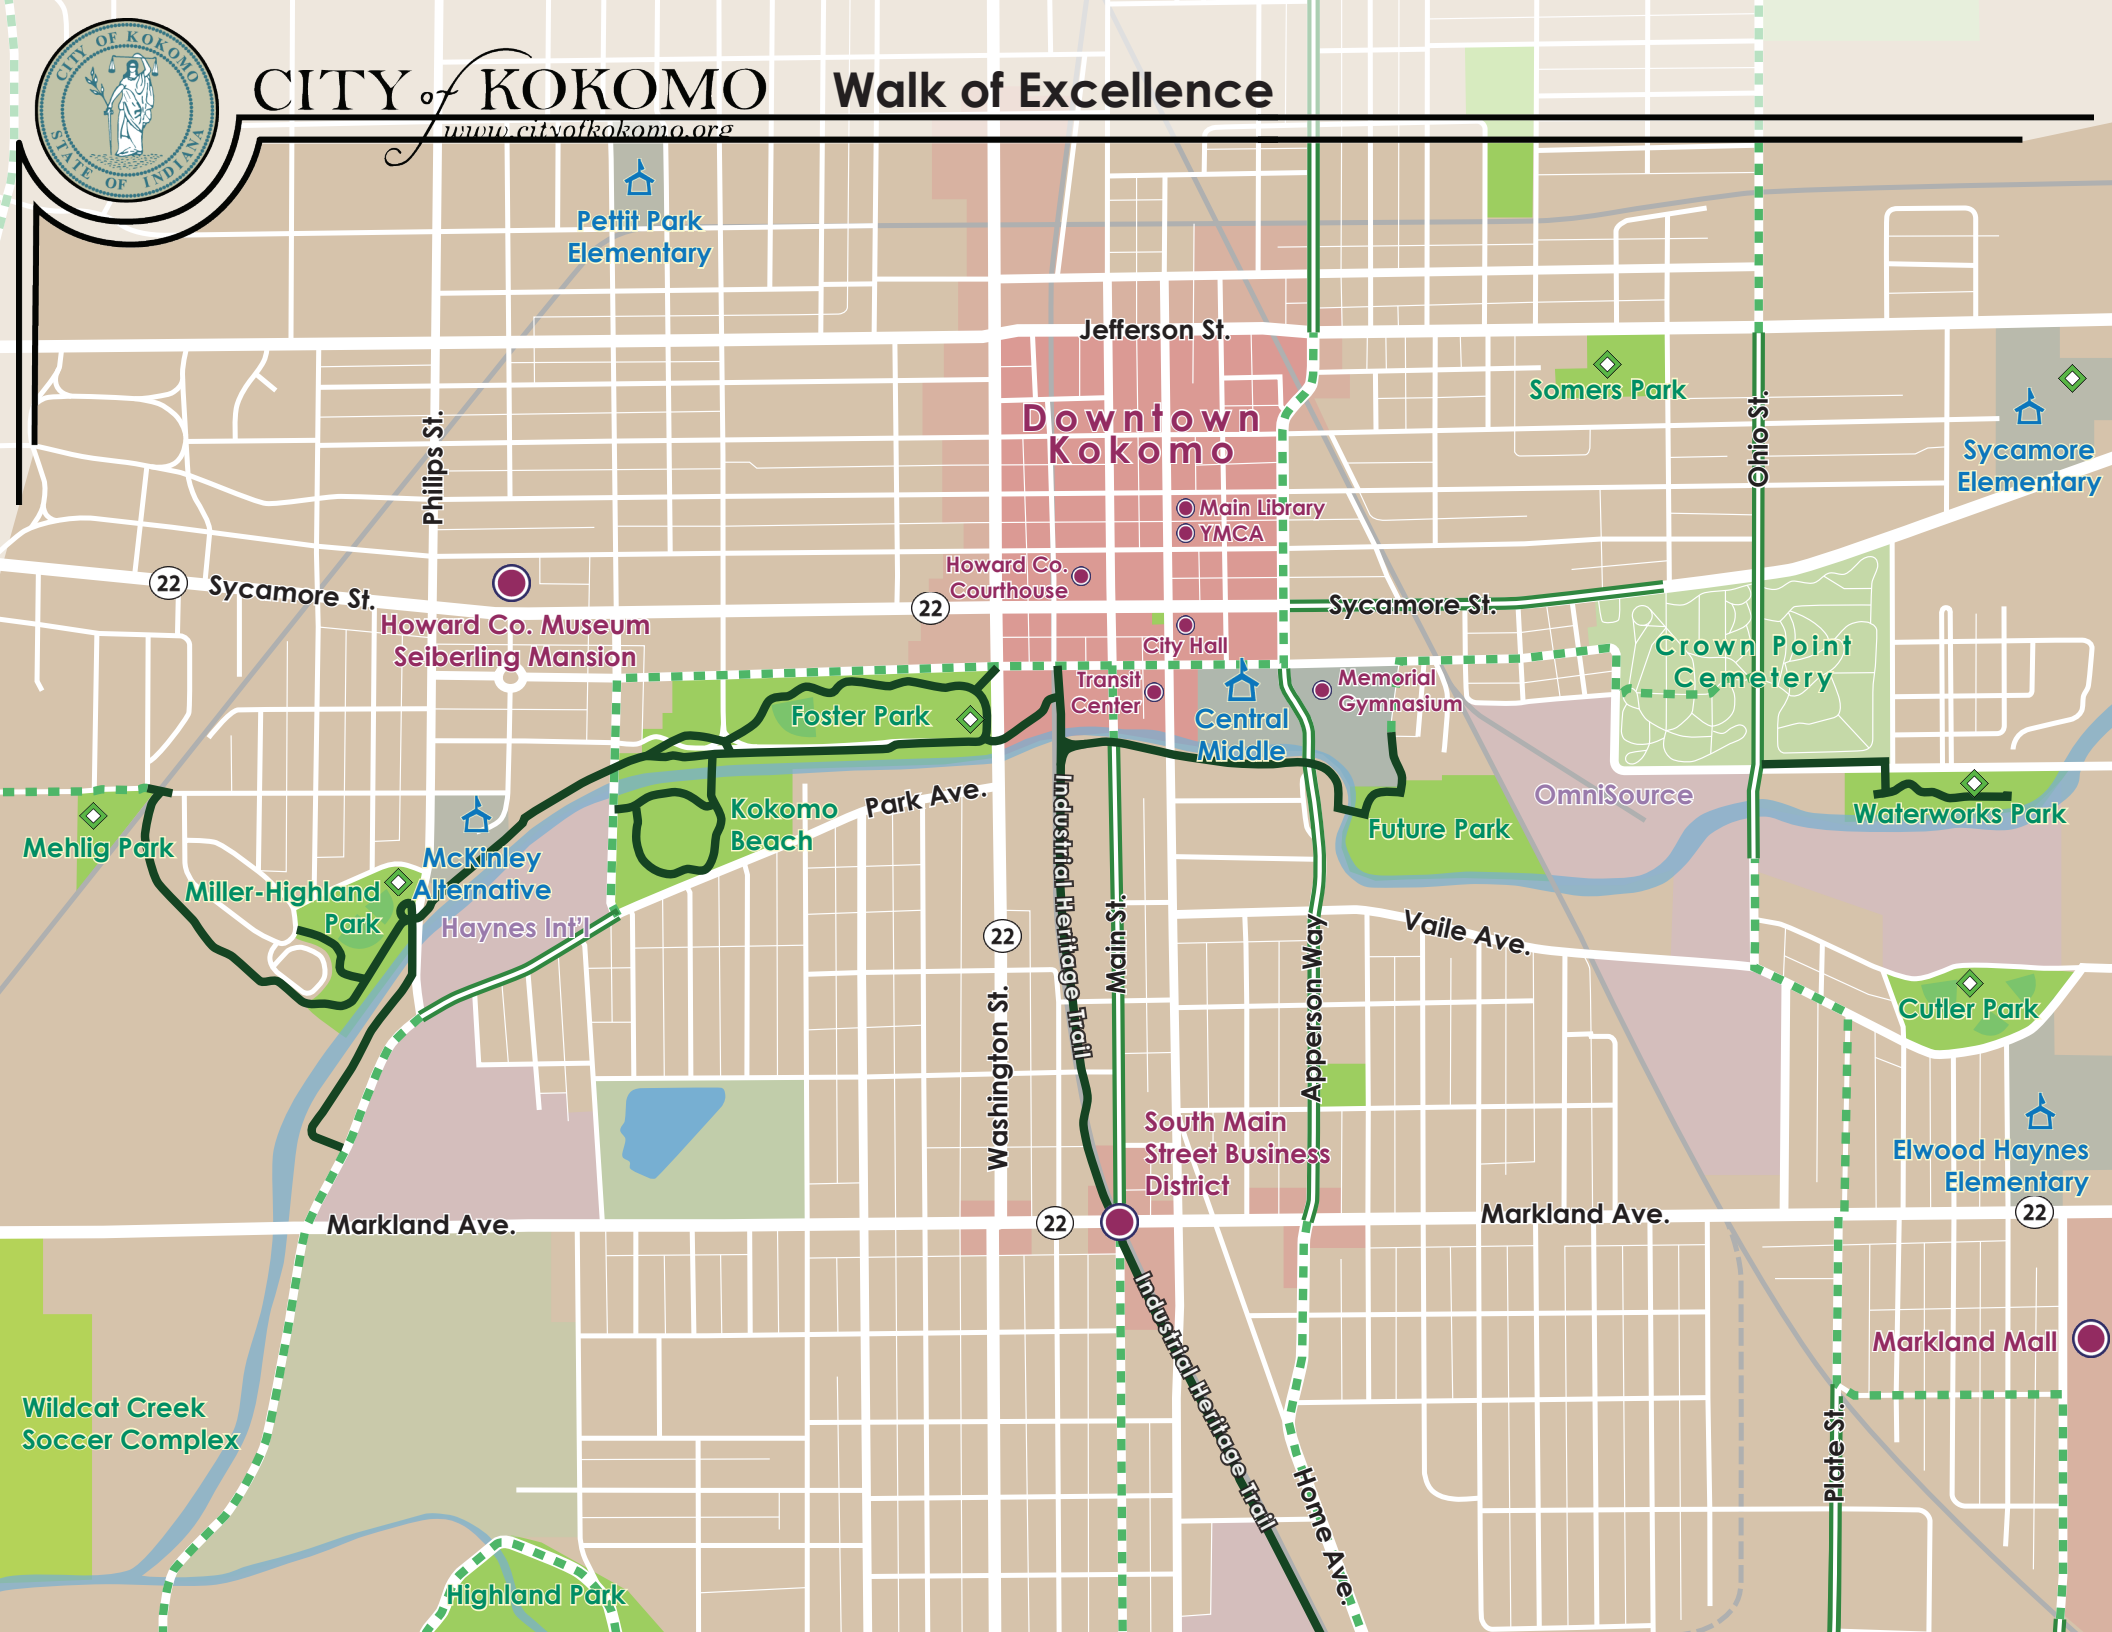 CITY OF KOKOMO
STATE OF INDIANA
CITY of KOKOMO
www.cityofkokomo.org
Walk of Excellence
Pettit Park
Elementary
Jefferson St.
Somers Park
Downtown
Kokomo
Philips St.
Ohio St.
Sycamore
Elementary
Main Library
YMCA
Howard Co.
Courthouse
22
Sycamore St.
22
Sycamore St.
Howard Co. Museum
Seiberling Mansion
City Hall
Crown Point
Cemetery
Transit
Center
Memorial
Gymnasium
Foster Park
Central
Middle
Park Ave.
Kokomo
Beach
OmniSource
Waterworks Park
Mehlig Park
Future Park
McKinley
Alternative
Miller-Highland
Park
Haynes Int'l
22
Industrial Heritage Trail
Main St.
Apperson Way
Vaile Ave.
Washington St.
Cutler Park
South Main
Street Business
District
Elwood Haynes
Elementary
Markland Ave.
22
Markland Ave.
22
Industrial Heritage Trail
Markland Mall
Wildcat Creek
Soccer Complex
Plate St.
Home Ave.
Highland Park